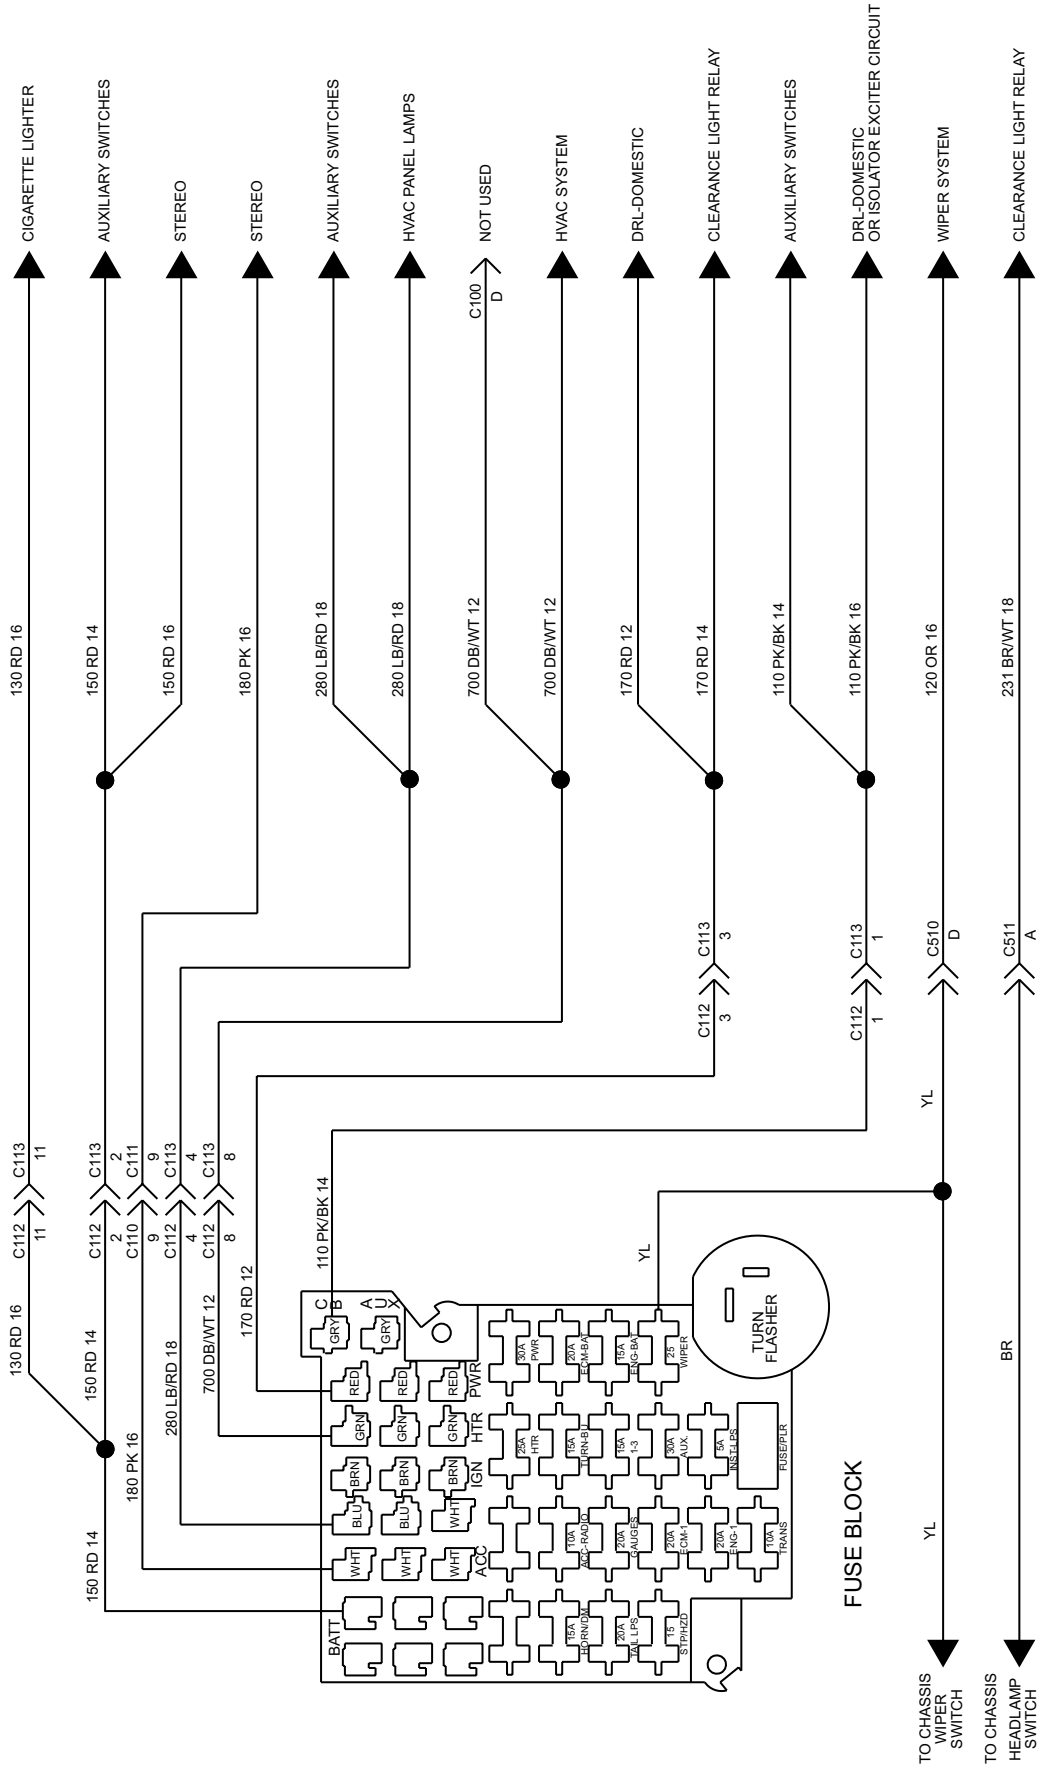 CIGARETTE LIGHTER
AUXILIARY SWITCHES
STEREO
STEREO
AUXILIARY SWITCHES
HVAC PANEL LAMPS
NOT USED
HVAC SYSTEM
DRL-DOMESTIC
CLEARANCE LIGHT RELAY
AUXILIARY SWITCHES
DRL-DOMESTIC
OR ISOLATOR EXCITER CIRCUIT
WIPER SYSTEM
CLEARANCE LIGHT RELAY
C100
D
130 RD 16
150 RD 14
150 RD 16
180 PK 16
280 LB/RD 18
280 LB/RD 18
700 DB/WT 12
700 DB/WT 12
170 RD 12
170 RD 14
110 PK/BK 14
110 PK/BK 16
120 OR 16
231 BR/WT 18
C113
3
C113
1
C510
D
C511
A
C112
3
C112
1
C113
11
C113
2
C111
9
C113
4
C113
8
C112
11
C112
2
C110
9
C112
4
C112
8
YL
YL
130 RD 16
150 RD 14
180 PK 16
280 LB/RD 18
700 DB/WT 12
170 RD 12
110 PK/BK 14
150 RD 14
BR
YL
CB
AUX
GRY
GRY
RED
RED
RED
PWR
GRN
GRN
GRN
HTR
BRN
BRN
BRN
IGN
BLU
BLU
WHT
WHT
WHT
WHT
ACC
BATT
30A
PWR
20A
ECM-BAT
15A
ENG-BAT
25
WIPER
25A
HTR
15A
TURN-BU
15A
1-3
30A
AUX.
5A
INST-LPS
FUSE/PLR
10A
ACC-RADIO
20A
GAUGES
20A
ECM-1
20A
ENG-1
10A
TRANS
15A
HORN/DM
20A
TAIL LPS
15
STP/HZD
TURN
FLASHER
FUSE BLOCK
TO CHASSIS
WIPER
SWITCH
TO CHASSIS
HEADLAMP
SWITCH